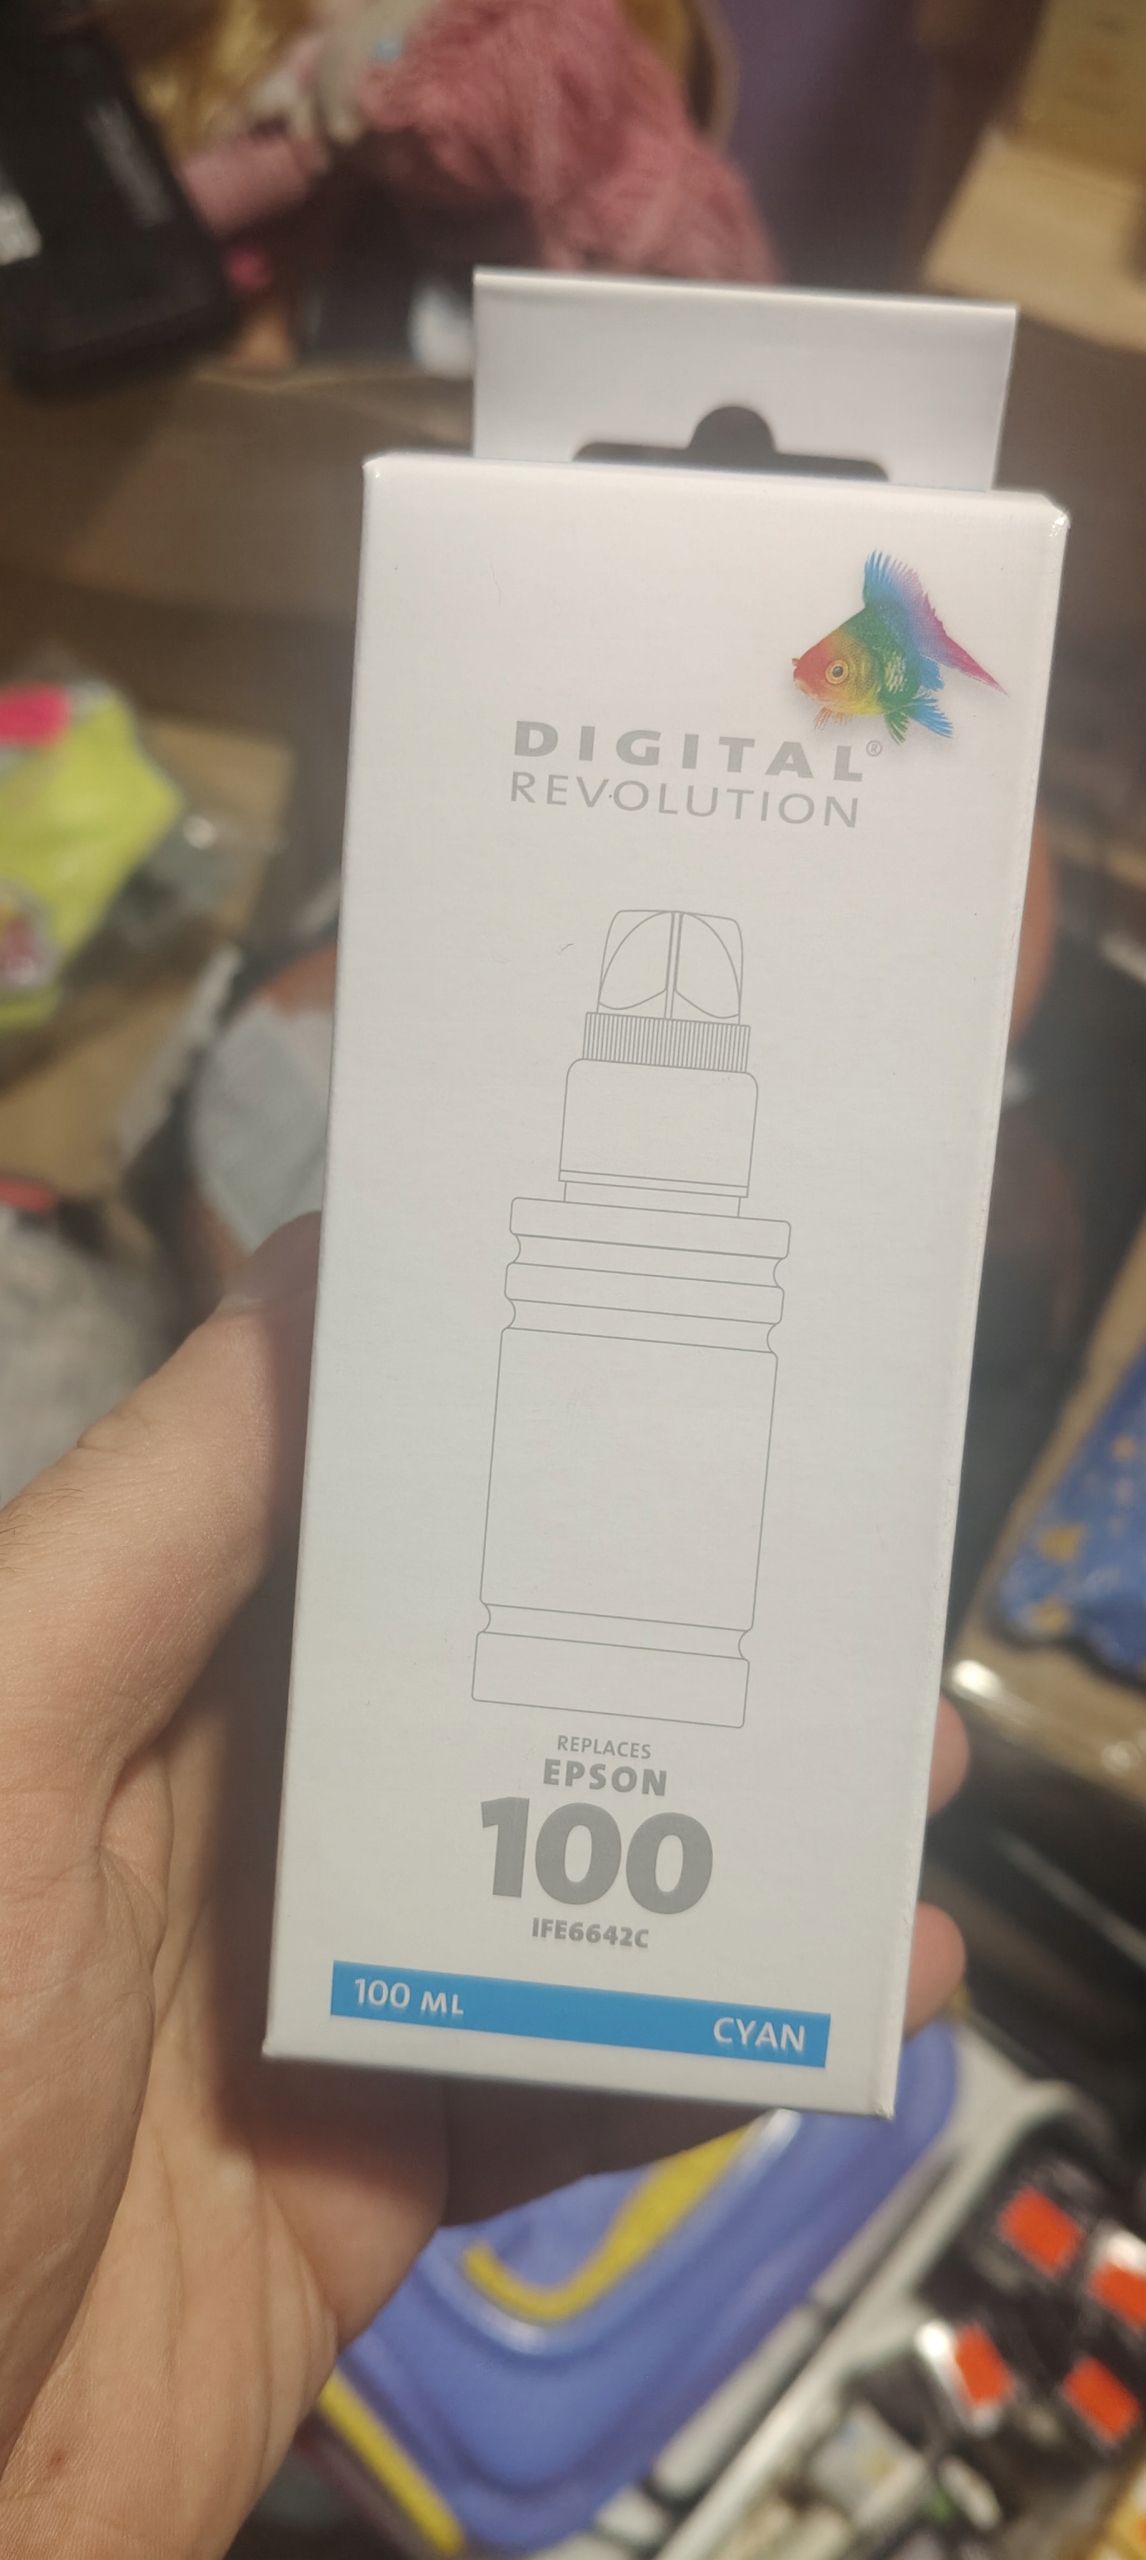 DIGITAL®
REVOLUTION
REPLACES
EPSON
100
IFE6642C
100 ML
CYAN